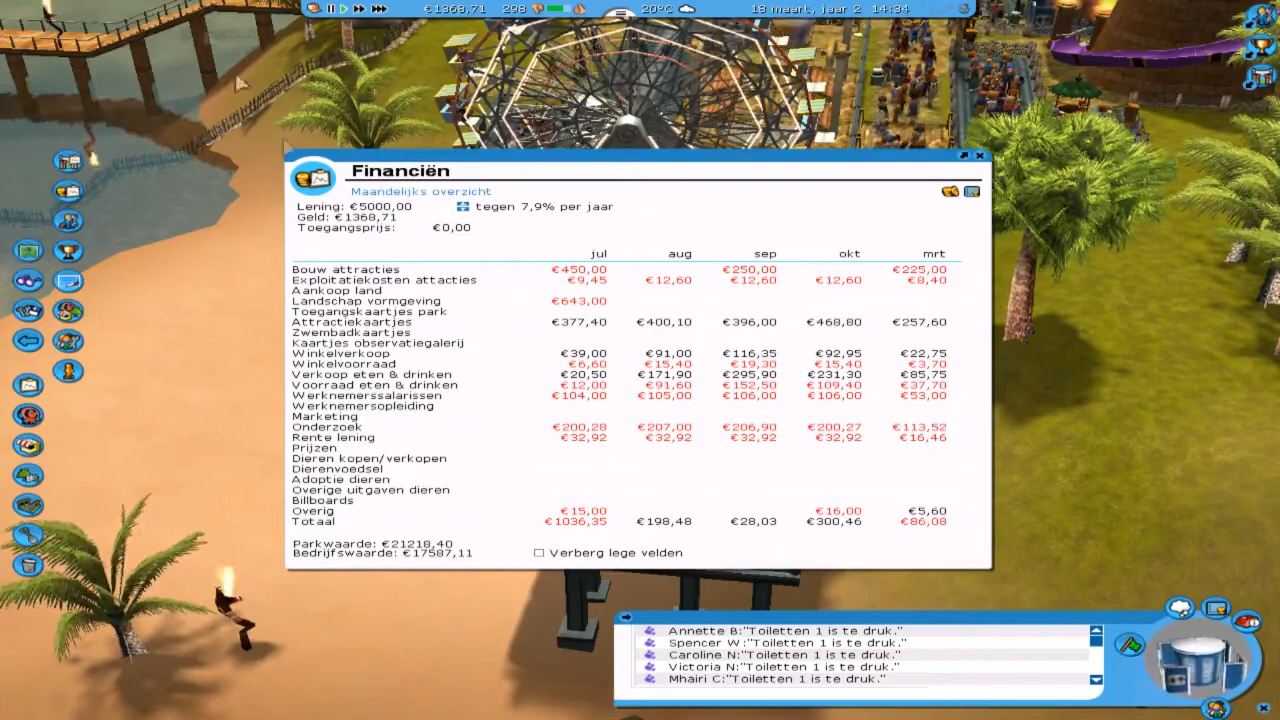 €1368,71 298 20°C 18 maart, jaar 2 14:34
Financiën
Maandelijks overzicht
Lening: €5000,00 tegen 7,9% per jaar
Geld: €1368,71
Toegangsprijs: €0,00
jul aug sep okt mrt
Bouw attracties €450,00 €250,00 €225,00
Exploitatiekosten attacties €9,45 €12,60 €12,60 €12,60 €8,40
Aankoop land
Landschap vormgeving €643,00
Toegangskaartjes park
Attractiekaartjes €377,40 €400,10 €396,00 €468,80 €257,60
Zwembadkaartjes
Kaartjes observatiegalerij
Winkelverkoop €39,00 €91,00 €116,35 €92,95 €22,75
Winkelvoorraad €6,60 €15,40 €19,30 €15,40 €3,70
Verkoop eten & drinken €20,50 €171,90 €295,90 €231,30 €85,75
Voorraad eten & drinken €12,00 €91,60 €152,50 €109,40 €37,70
Werknemerssalarissen €104,00 €105,00 €106,00 €106,00 €53,00
Werknemersopleiding
Marketing
Onderzoek €200,28 €207,00 €206,90 €200,27 €113,52
Rente lening €32,92 €32,92 €32,92 €32,92 €16,46
Prijzen
Dieren kopen/verkopen
Dierenvoedsel
Adoptie dieren
Overige uitgaven dieren
Billboards
Overig €15,00 €16,00 €5,60
Totaal €1036,35 €198,48 €28,03 €300,46 €86,08
Parkwaarde: €21218,40
Bedrijfswaarde: €17587,11
Verberg lege velden
Annette B:"Toiletten 1 is te druk."
Spencer W:"Toiletten 1 is te druk."
Caroline N:"Toiletten 1 is te druk."
Victoria N:"Toiletten 1 is te druk."
Mhairi C:"Toiletten 1 is te druk."